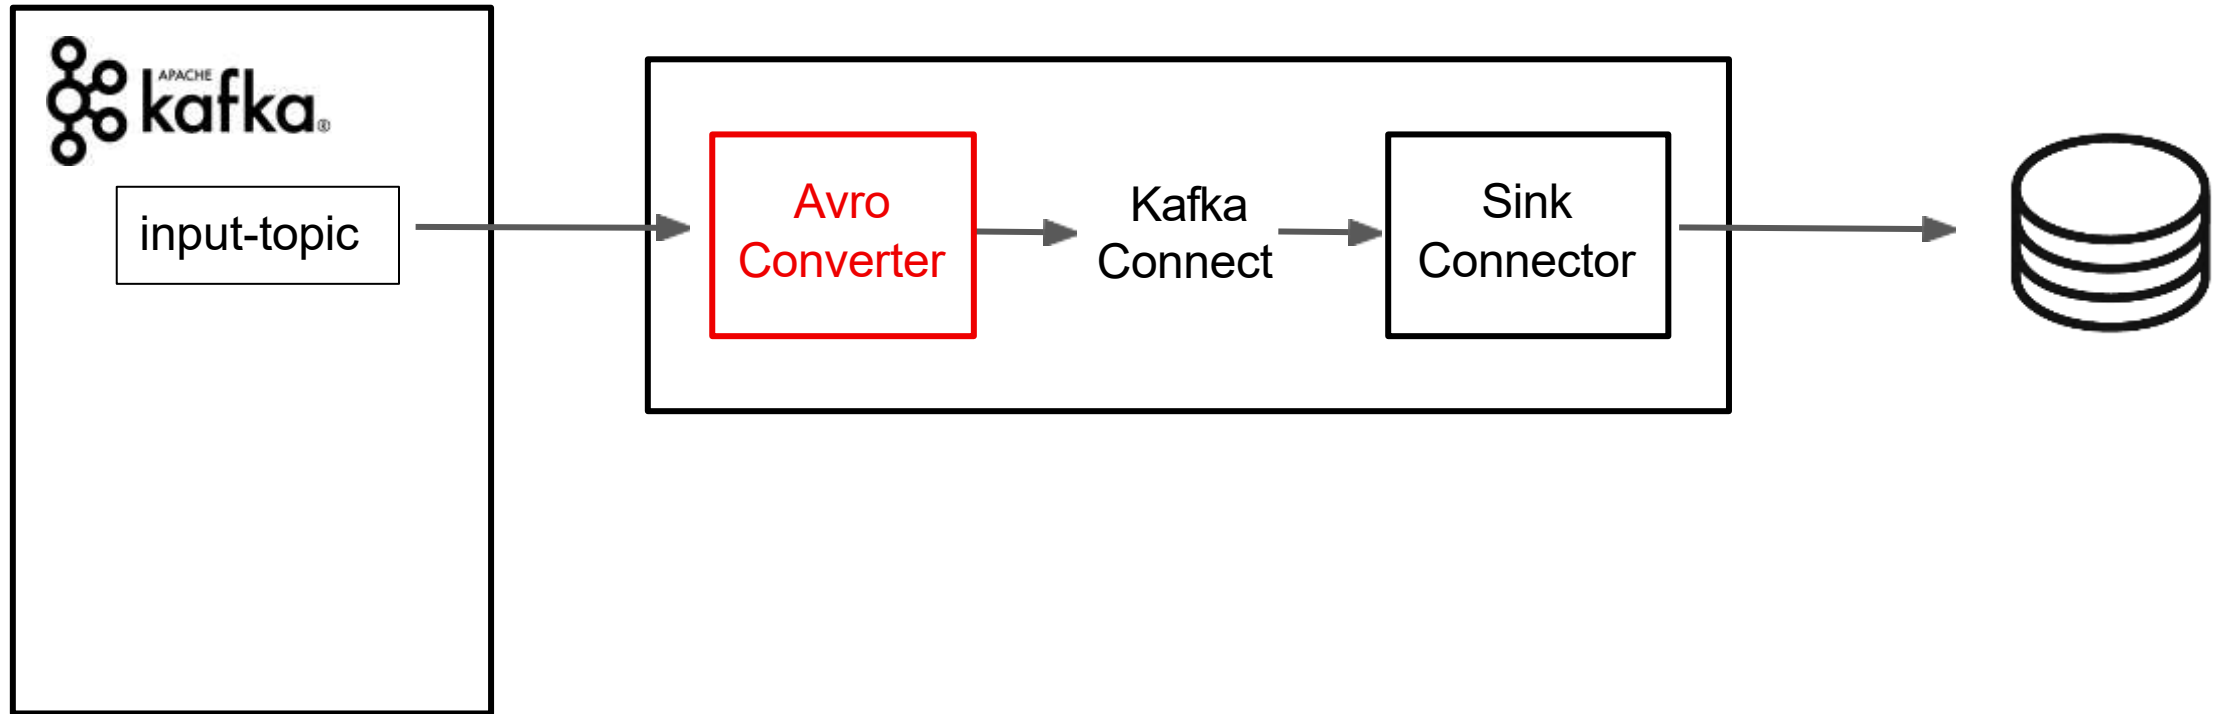 APACHE
kafka®
input-topic
Avro
Converter
Kafka
Connect
Sink
Connector